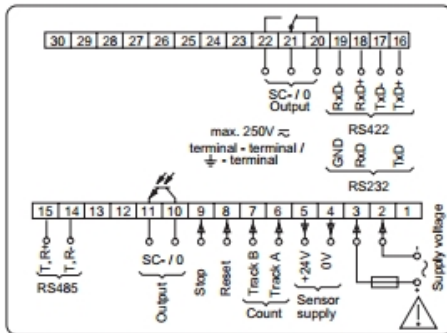 30 29 28 27 26 25 24 23 22 21 20 19 18 17 16
SC- / 0
Output
RxD-
RxD+
TxD-
TxD+
RS422
max. 250V ⏦
terminal - terminal /
⏚ - terminal
GND
RxD
TxD
RS232
15 14 13 12 11 10 9 8 7 6 5 4 3 2 1
T,R+
T,R-
RS485
SC- / 0
Output
Stop
Reset
Track B
Track A
Count
+24V
0V
Sensor
supply
Supply voltage